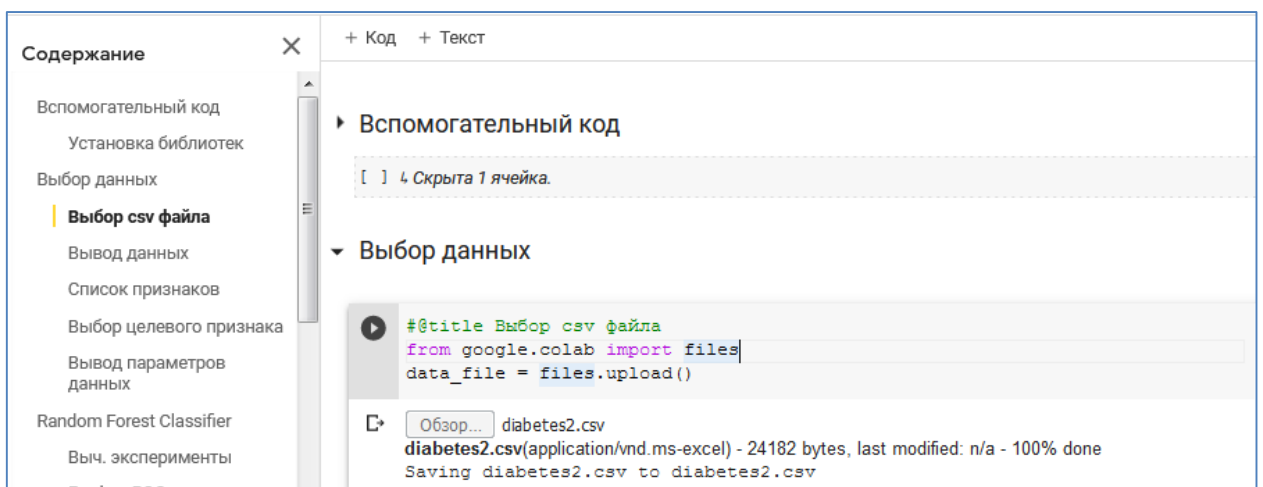 Содержание
Вспомогательный код
Установка библиотек
Выбор данных
Выбор csv файла
Вывод данных
Список признаков
Выбор целевого признака
Вывод параметров
данных
Random Forest Classifier
Выч. эксперименты
+ Код + Текст
Вспомогательный код
[ ] ↳ Скрыта 1 ячейка.
Выбор данных
#@title Выбор csv файла
from google.colab import files
data_file = files.upload()
Обзор... diabetes2.csv
diabetes2.csv(application/vnd.ms-excel) - 24182 bytes, last modified: n/a - 100% done
Saving diabetes2.csv to diabetes2.csv